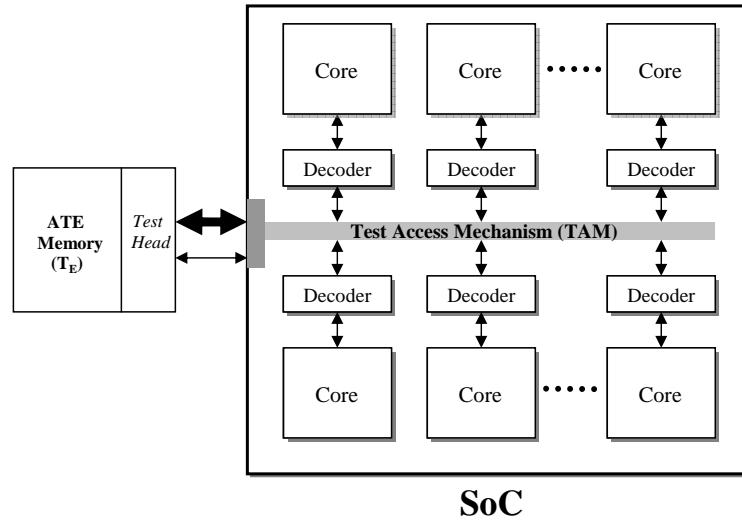 Core Core Core
Decoder Decoder Decoder
ATE
Memory
(TE)
Test
Head
Test Access Mechanism (TAM)
Decoder Decoder Decoder
Core Core Core
SoC